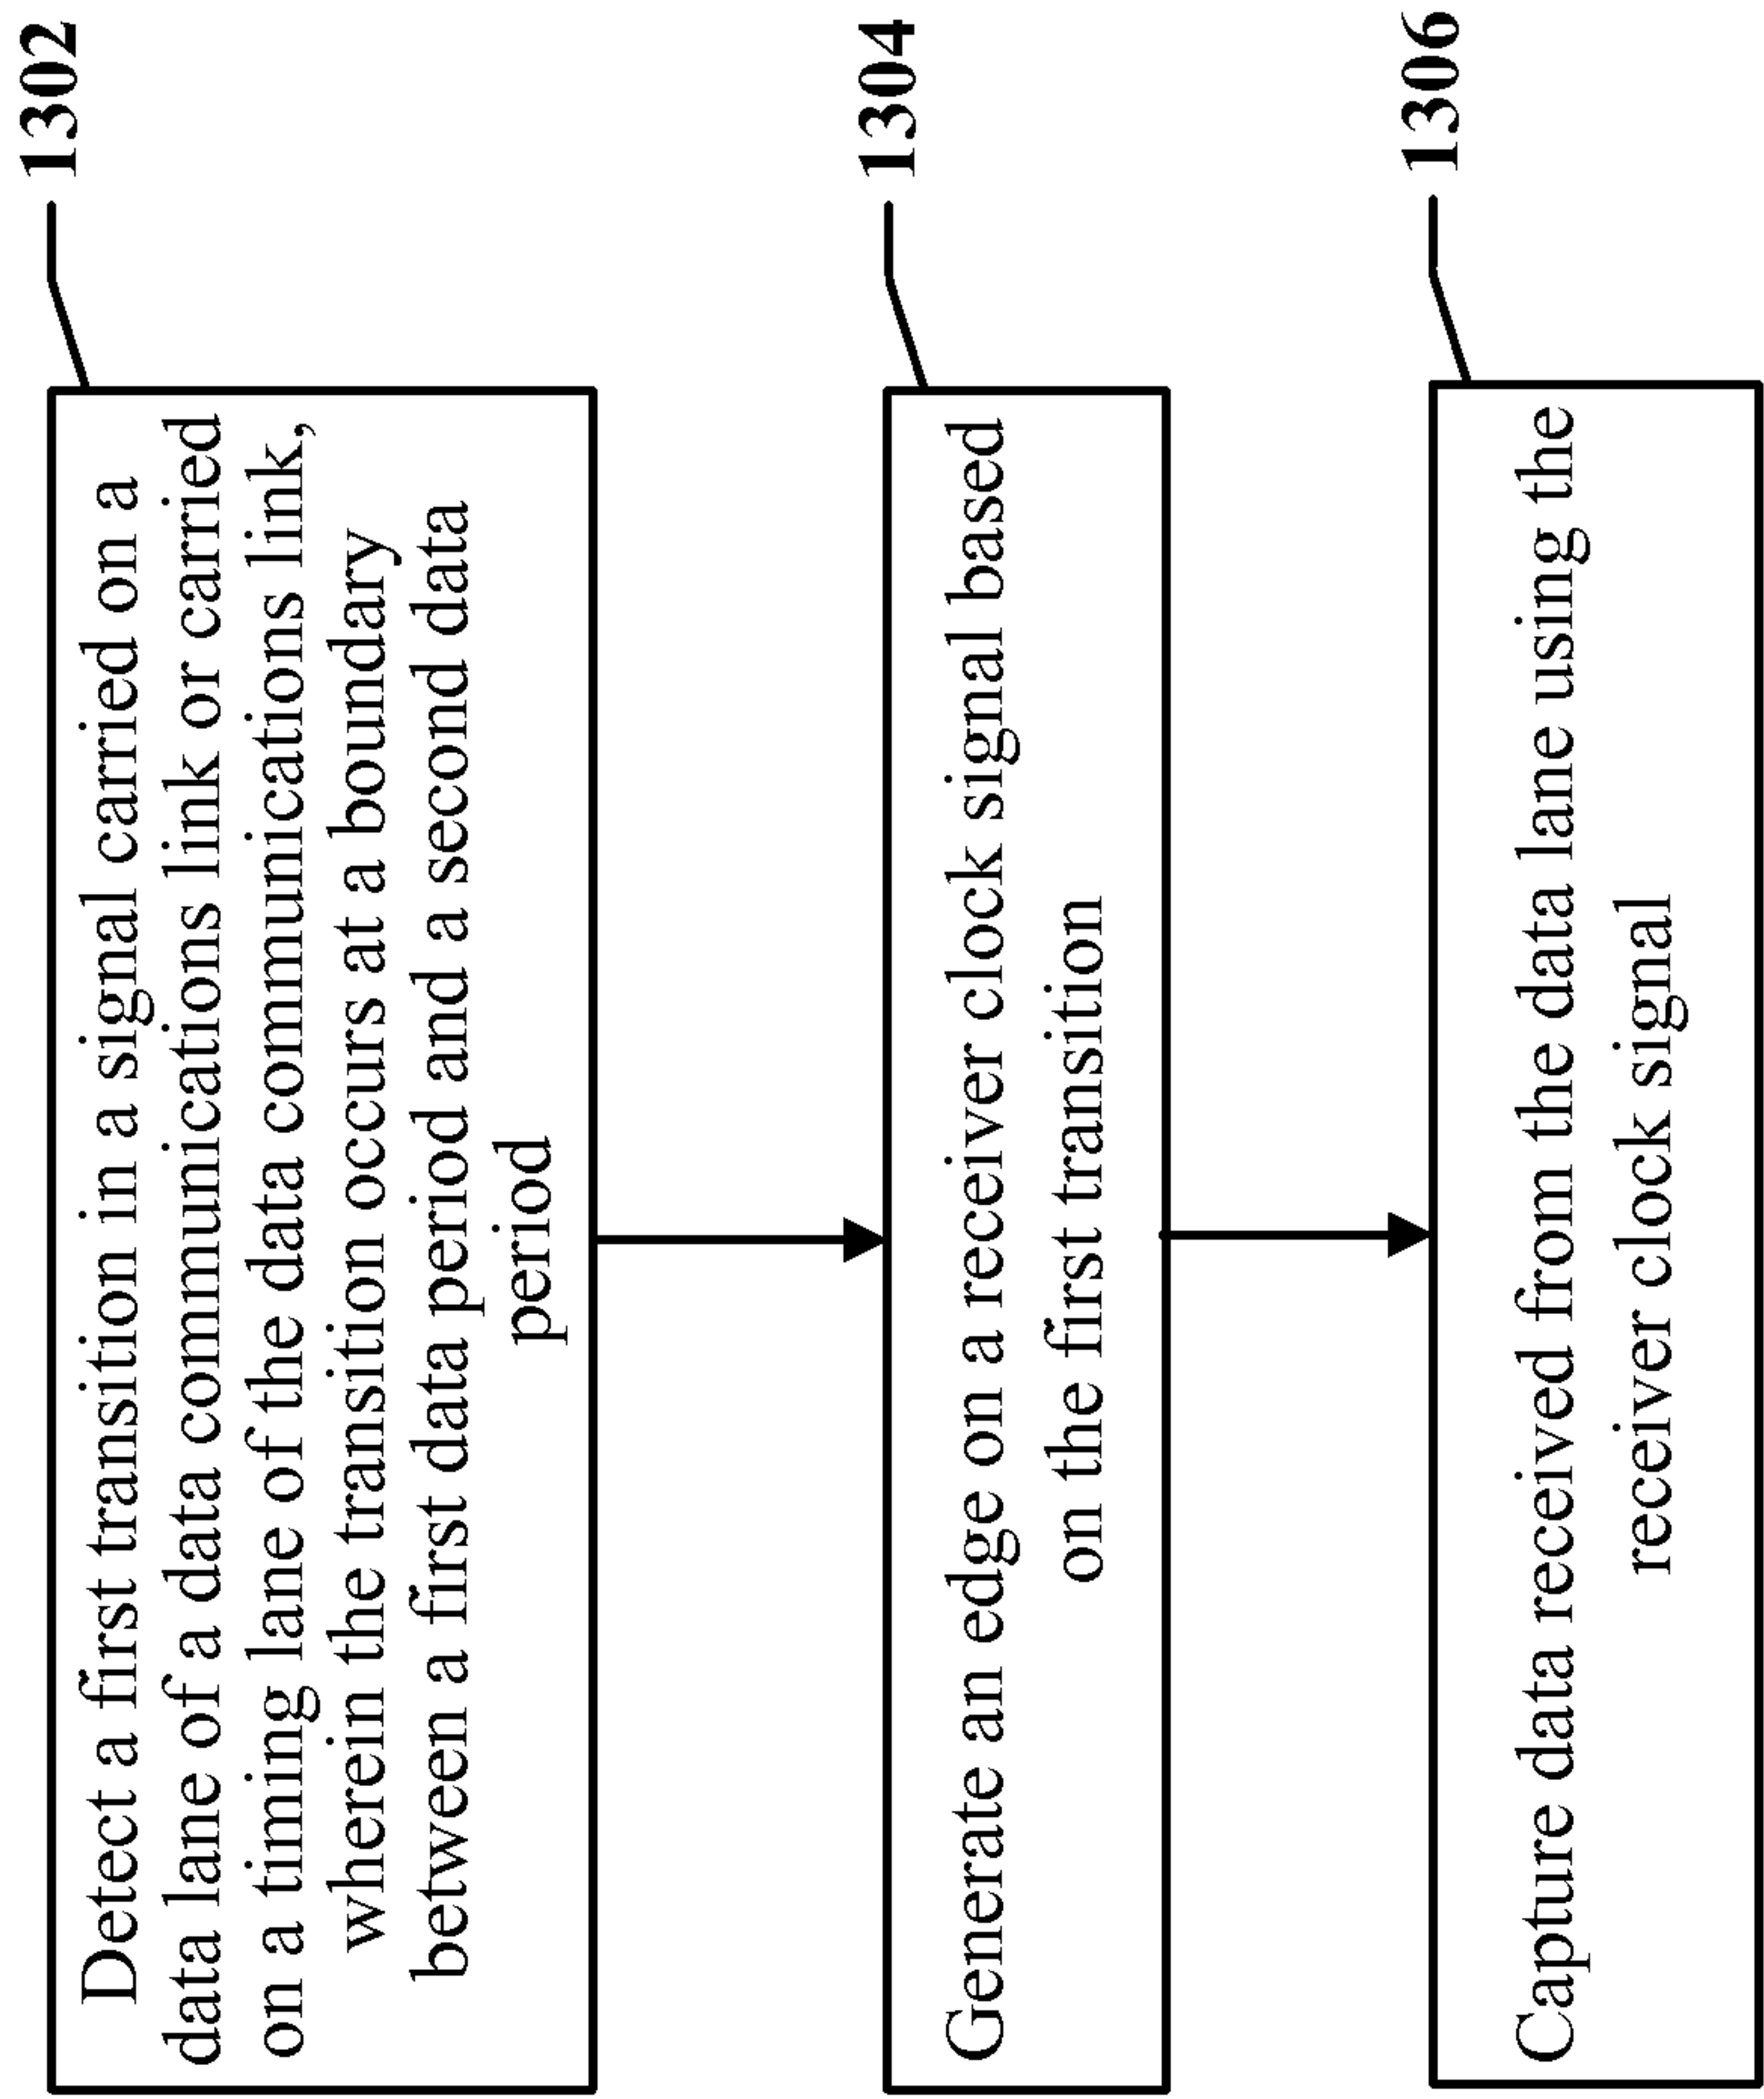 Detect a first transition in a signal carried on a
data lane of a data communications link or carried
on a timing lane of the data communications link,
wherein the transition occurs at a boundary
between a first data period and a second data
period
1302
Generate an edge on a receiver clock signal based
on the first transition
1304
Capture data received from the data lane using the
receiver clock signal
1306